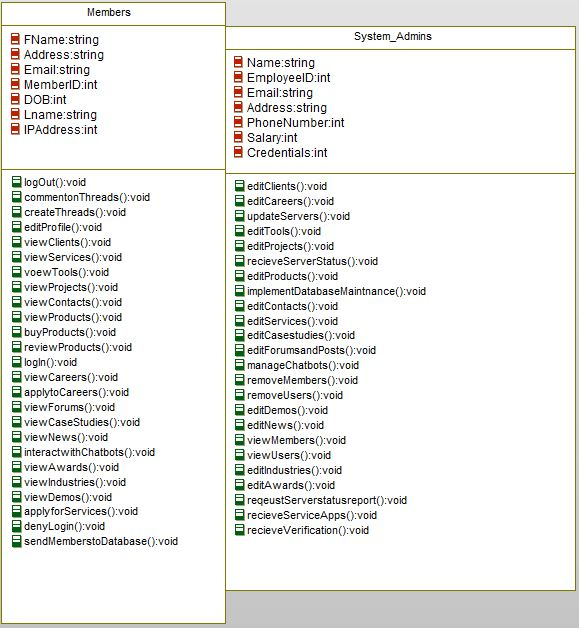 Members
FName:string
Address:string
Email:string
MemberID:int
DOB:int
Lname:string
IPAddress:int
logOut():void
commentonThreads():void
createThreads():void
editProfile():void
viewClients():void
viewServices():void
voewTools():void
viewProjects():void
viewContacts():void
viewProducts():void
buyProducts():void
reviewProducts():void
logIn():void
viewCareers():void
applytoCareers():void
viewForums():void
viewCaseStudies():void
viewNews():void
interactwithChatbots():void
viewAwards():void
viewIndustries():void
viewDemos():void
applyforServices():void
denyLogin():void
sendMemberstoDatabase():void
System_Admins
Name:string
EmployeeID:int
Email:string
Address:string
PhoneNumber:int
Salary:int
Credentials:int
editClients():void
editCareers():void
updateServers():void
editTools():void
editProjects():void
recieveServerStatus():void
editProducts():void
implementDatabaseMaintnance():void
editContacts():void
editServices():void
editCasestudies():void
editForumsandPosts():void
manageChatbots():void
removeMembers():void
removeUsers():void
editDemos():void
editNews():void
viewMembers():void
viewUsers():void
editIndustries():void
editAwards():void
reqeustServerstatusreport():void
recieveServiceApps():void
recieveVerification():void